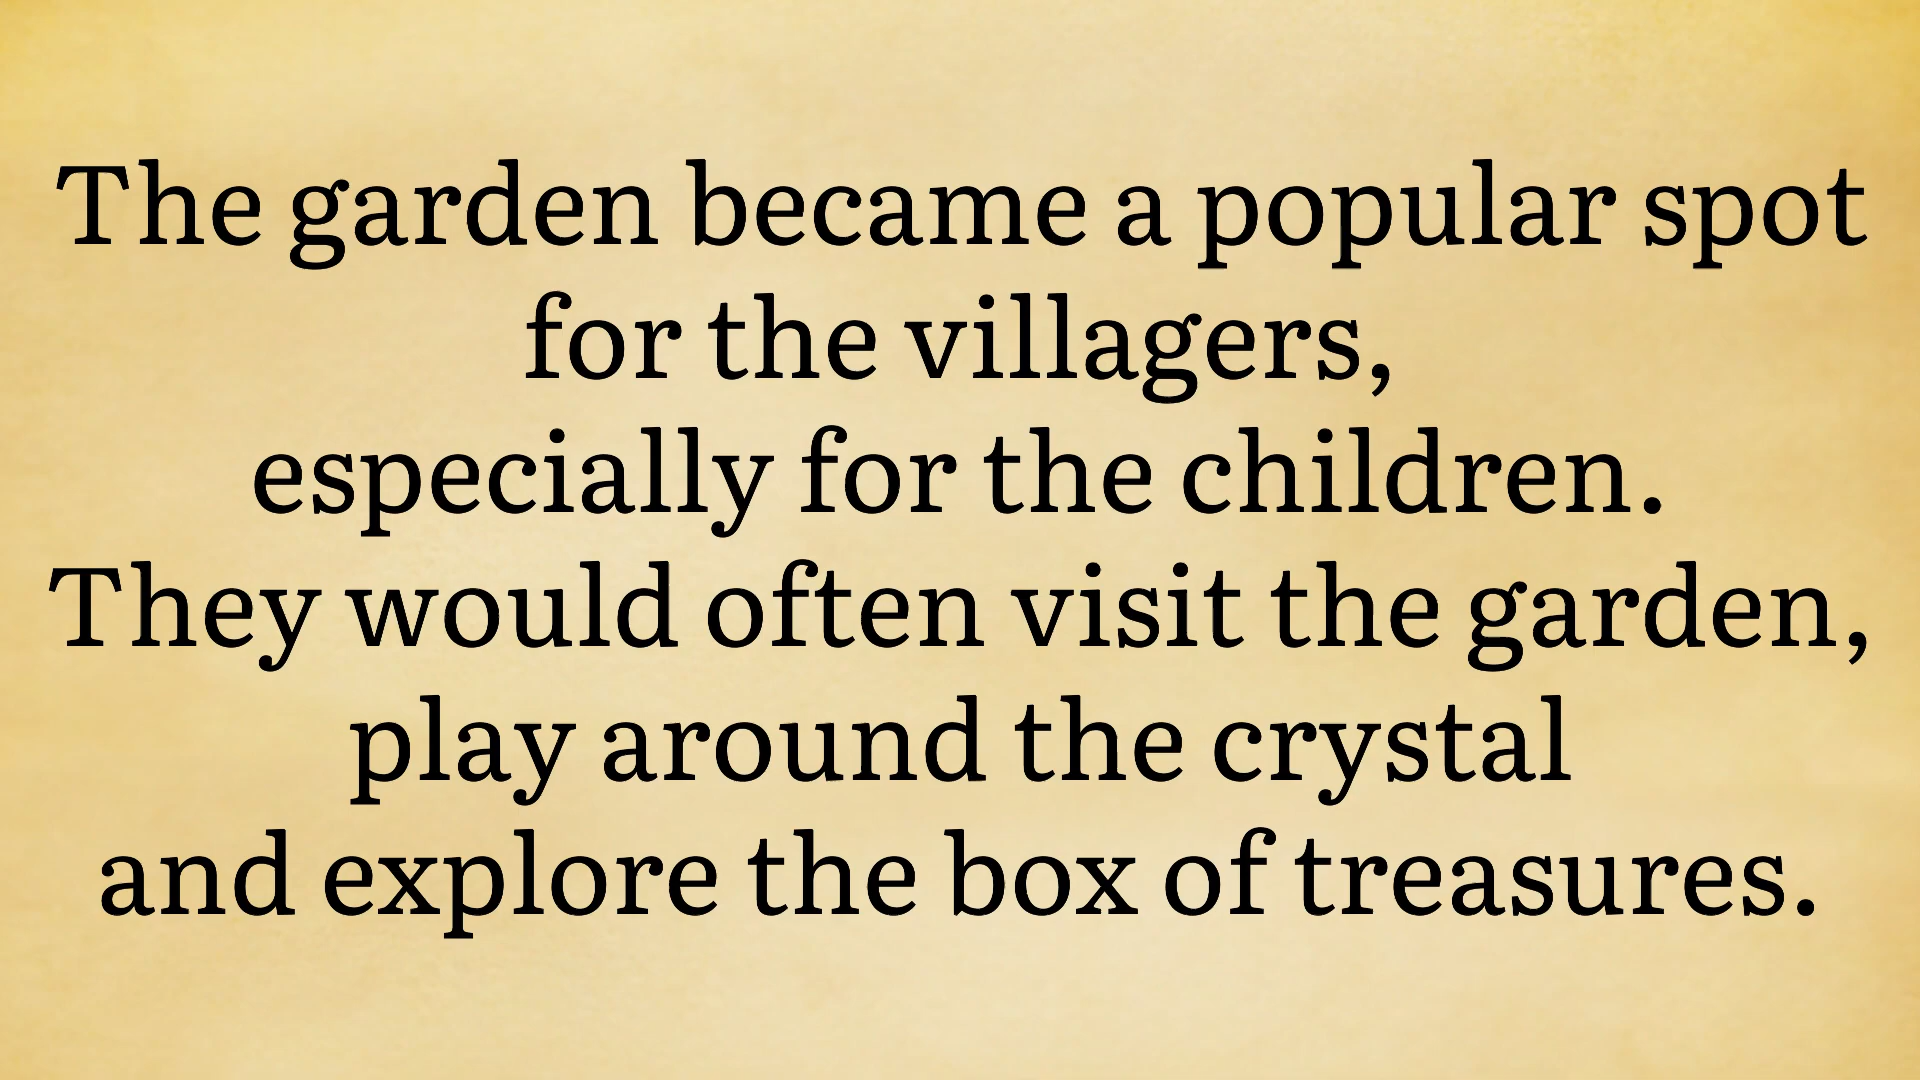 The garden became a popular spot
for the villagers,
especially for the children.
They would often visit the garden,
play around the crystal
and explore the box of treasures.